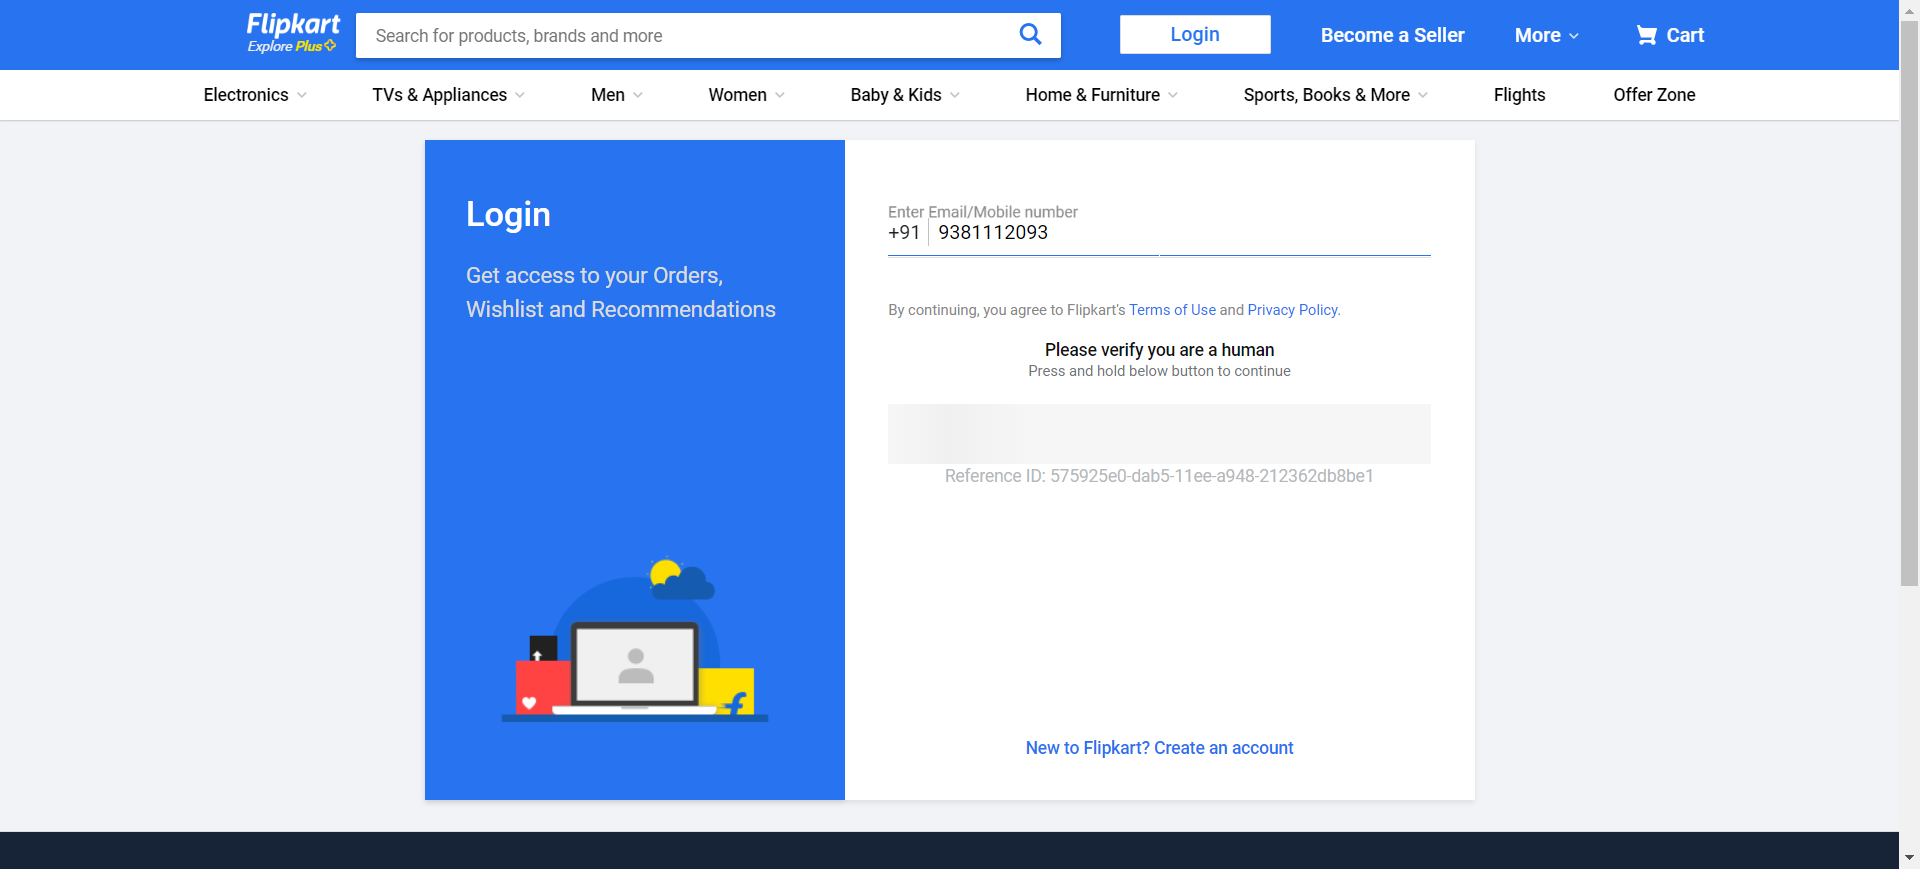 Flipkart
Explore Plus
Search for products, brands and more
Login
Become a Seller
More
Cart
Electronics
TVs & Appliances
Men
Women
Baby & Kids
Home & Furniture
Sports, Books & More
Flights
Offer Zone
Login
Get access to your Orders,
Wishlist and Recommendations
Enter Email/Mobile number
+91 9381112093
By continuing, you agree to Flipkart's Terms of Use and Privacy Policy.
Please verify you are a human
Press and hold below button to continue
Reference ID: 575925e0-dab5-11ee-a948-212362db8be1
f
New to Flipkart? Create an account